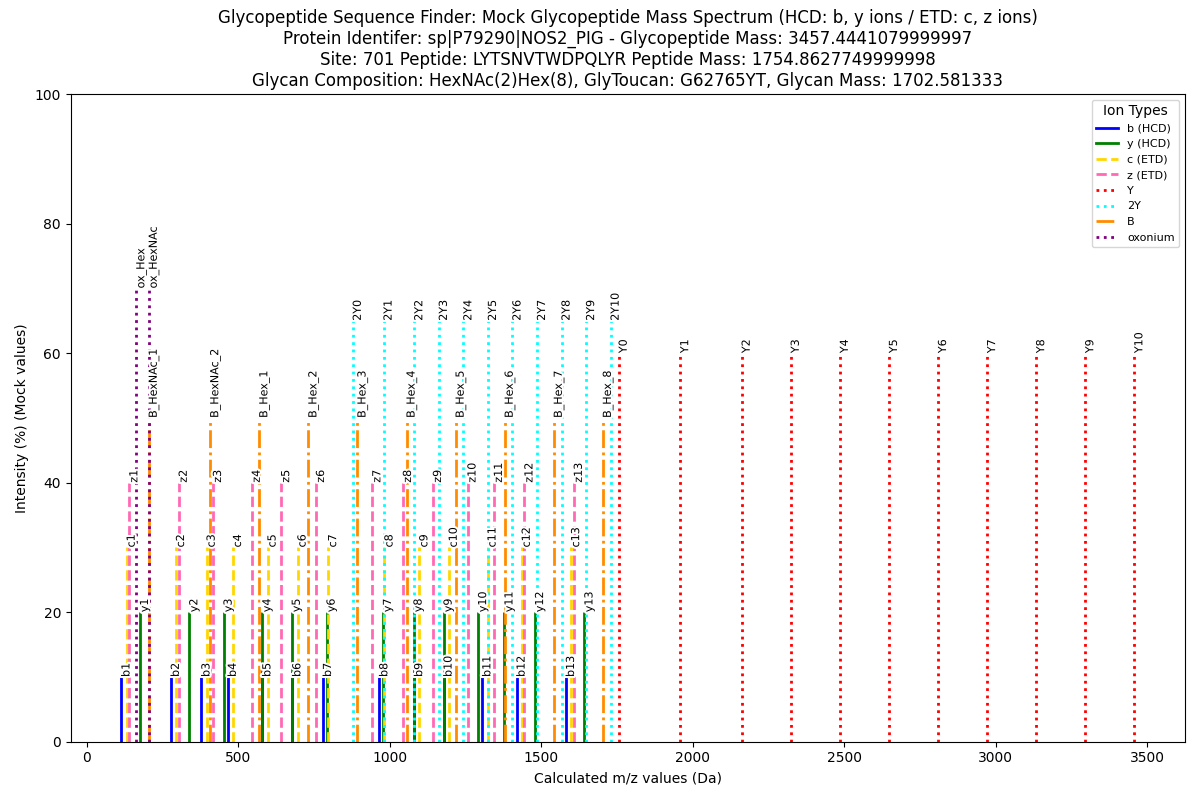 Glycopeptide Sequence Finder: Mock Glycopeptide Mass Spectrum (HCD: b, y ions / ETD: c, z ions)
Protein Identifer: sp|P79290|NOS2_PIG - Glycopeptide Mass: 3457.4441079999997
Site: 701 Peptide: LYTSNVTWDPQLYR Peptide Mass: 1754.8627749999998
Glycan Composition: HexNAc(2)Hex(8), GlyToucan: G62765YT, Glycan Mass: 1702.581333
Ion Types
b (HCD)
y (HCD)
c (ETD)
z (ETD)
Y
2Y
B
oxonium
Intensity (%) (Mock values)
100
80
60
40
20
0
ox_Hex ox_HexNAc
2Y0 2Y1 2Y2 2Y3 2Y4 2Y5 2Y6 2Y7 2Y8 2Y9 2Y10
Y0 Y1 Y2 Y3 Y4 Y5 Y6 Y7 Y8 Y9 Y10
B_HexNAc_1 B_HexNAc_2 B_Hex_1 B_Hex_2 B_Hex_3 B_Hex_4 B_Hex_5 B_Hex_6 B_Hex_7 B_Hex_8
z1 z2 z3 z4 z5 z6 z7 z8 z9 z10 z11 z12 z13
c1 c2 c3 c4 c5 c6 c7 c8 c9 c10 c11 c12 c13
y1 y2 y3 y4 y5 y6 y7 y8 y9 y10 y11 y12 y13
b1 b2 b3 b4 b5 b6 b7 b8 b9 b10 b11 b12 b13
0 500 1000 1500 2000 2500 3000 3500
Calculated m/z values (Da)